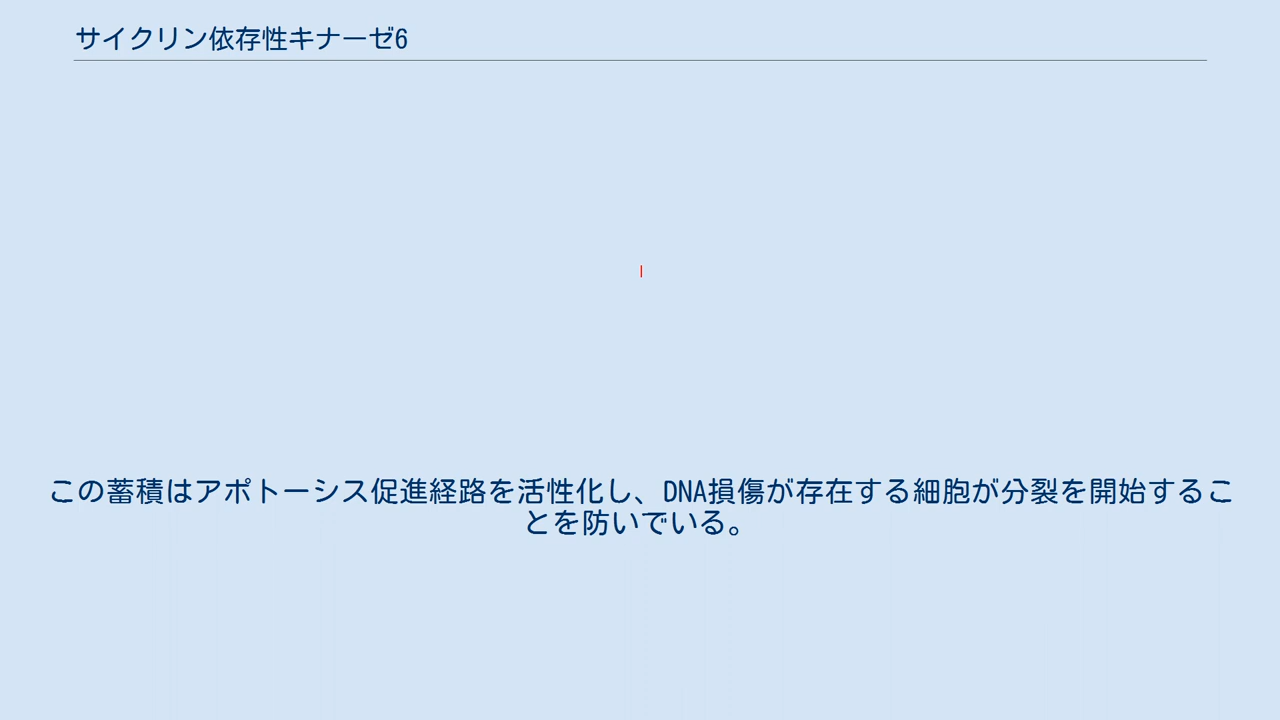 サイクリン依存性キナーゼ6
この蓄積はアポトーシス促進経路を活性化し、DNA損傷が存在する細胞が分裂を開始するこ
とを防いでいる。